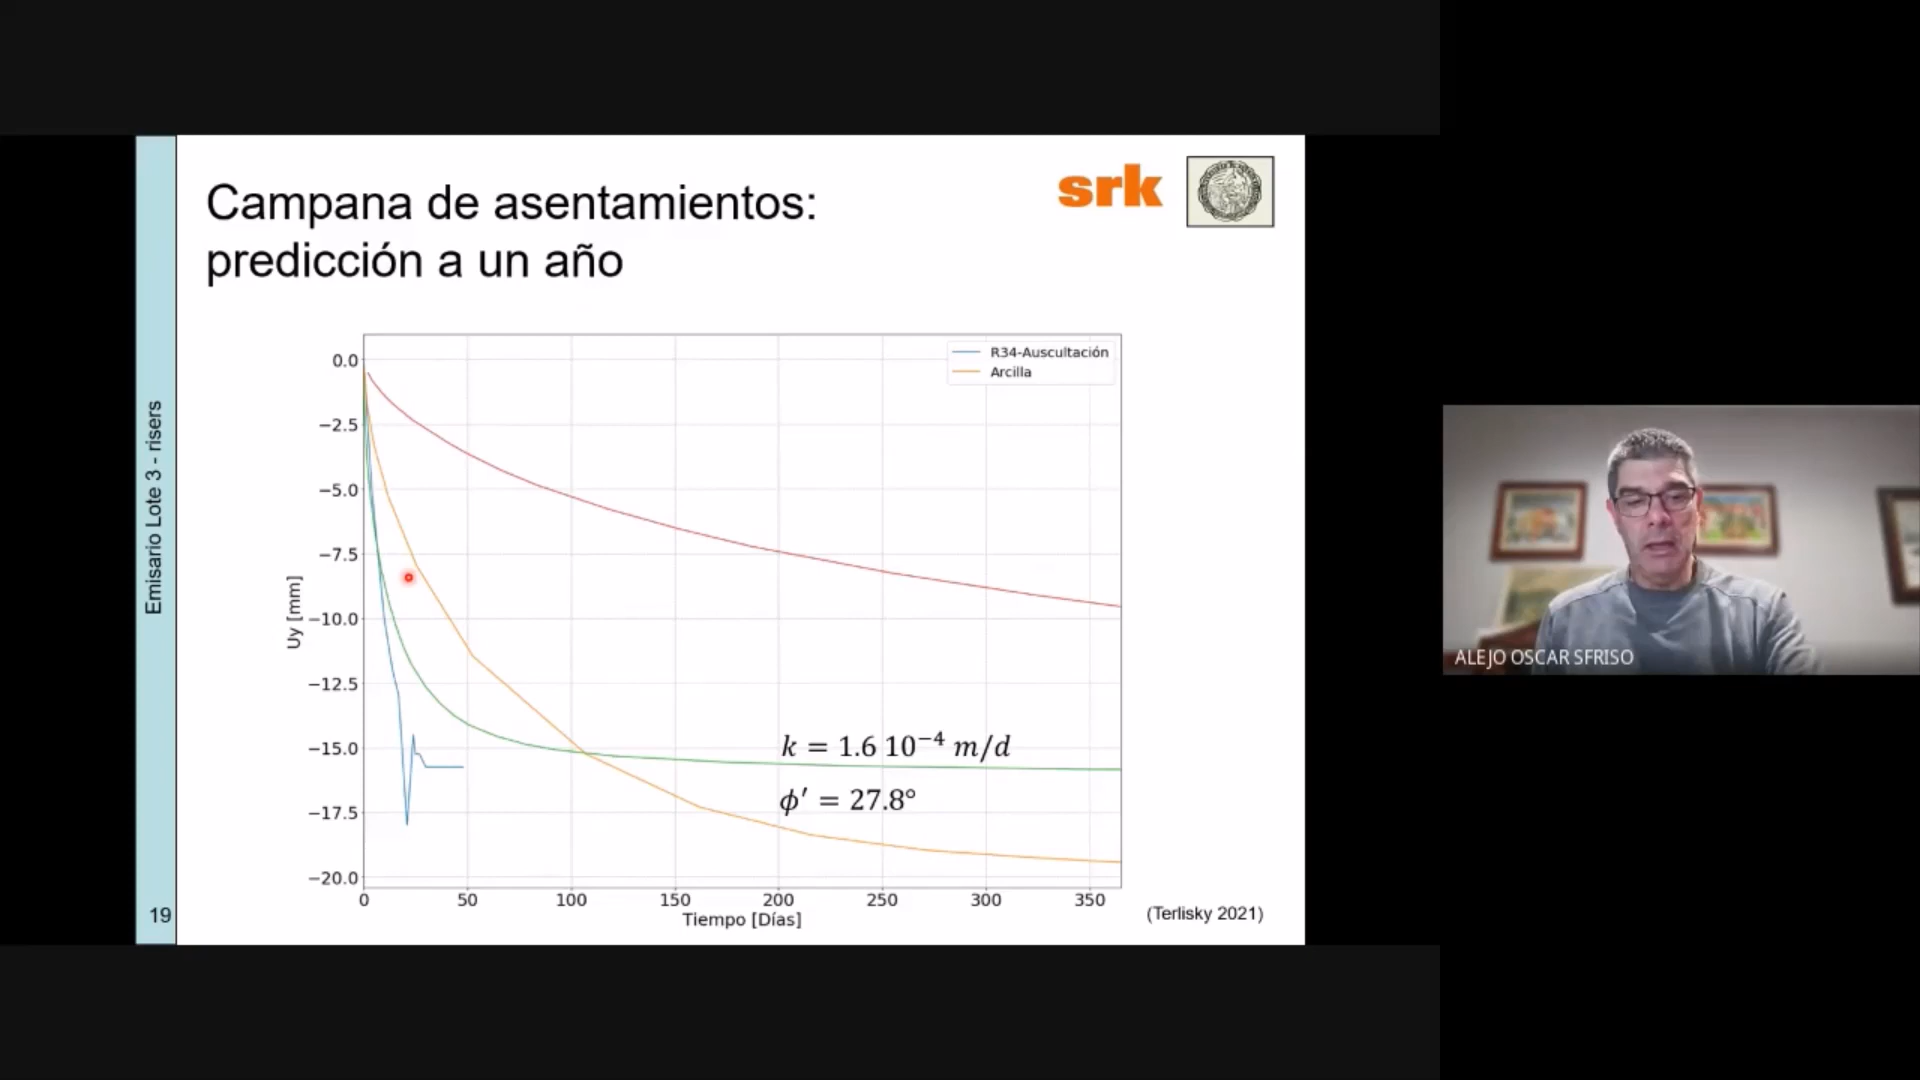 Campana de asentamientos:
predicción a un año
srk
Emisario Lote 3 - risers
19
R34-Auscultación
Arcilla
0.0
−2.5
−5.0
−7.5
−10.0
−12.5
−15.0
−17.5
−20.0
Uy [mm]
k = 1.6 10⁻⁴ m/d
ϕ′ = 27.8°
0 50 100 150 200 250 300 350
Tiempo [Días]
(Terlisky 2021)
ALEJO OSCAR SFRISO